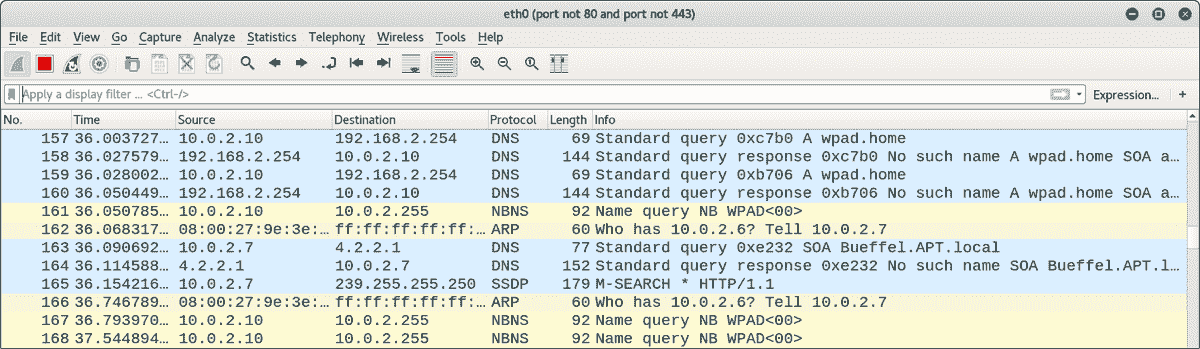 eth0 (port not 80 and port not 443)
File Edit View Go Capture Analyze Statistics Telephony Wireless Tools Help
Apply a display filter ... <Ctrl-/> Expression... +
No. Time Source Destination Protocol Length Info
157 36.003727... 10.0.2.10 192.168.2.254 DNS 69 Standard query 0xc7b0 A wpad.home
158 36.027579... 192.168.2.254 10.0.2.10 DNS 144 Standard query response 0xc7b0 No such name A wpad.home SOA a...
159 36.028002... 10.0.2.10 192.168.2.254 DNS 69 Standard query 0xb706 A wpad.home
160 36.050449... 192.168.2.254 10.0.2.10 DNS 144 Standard query response 0xb706 No such name A wpad.home SOA a...
161 36.050785... 10.0.2.10 10.0.2.255 NBNS 92 Name query NB WPAD<00>
162 36.068317... 08:00:27:9e:3e:... ff:ff:ff:ff:ff:... ARP 60 Who has 10.0.2.6? Tell 10.0.2.7
163 36.090692... 10.0.2.7 4.2.2.1 DNS 77 Standard query 0xe232 SOA Bueffel.APT.local
164 36.114588... 4.2.2.1 10.0.2.7 DNS 152 Standard query response 0xe232 No such name SOA Bueffel.APT.l...
165 36.154216... 10.0.2.7 239.255.255.250 SSDP 179 M-SEARCH * HTTP/1.1
166 36.746789... 08:00:27:9e:3e:... ff:ff:ff:ff:ff:... ARP 60 Who has 10.0.2.6? Tell 10.0.2.7
167 36.793970... 10.0.2.10 10.0.2.255 NBNS 92 Name query NB WPAD<00>
168 37.544894... 10.0.2.10 10.0.2.255 NBNS 92 Name query NB WPAD<00>